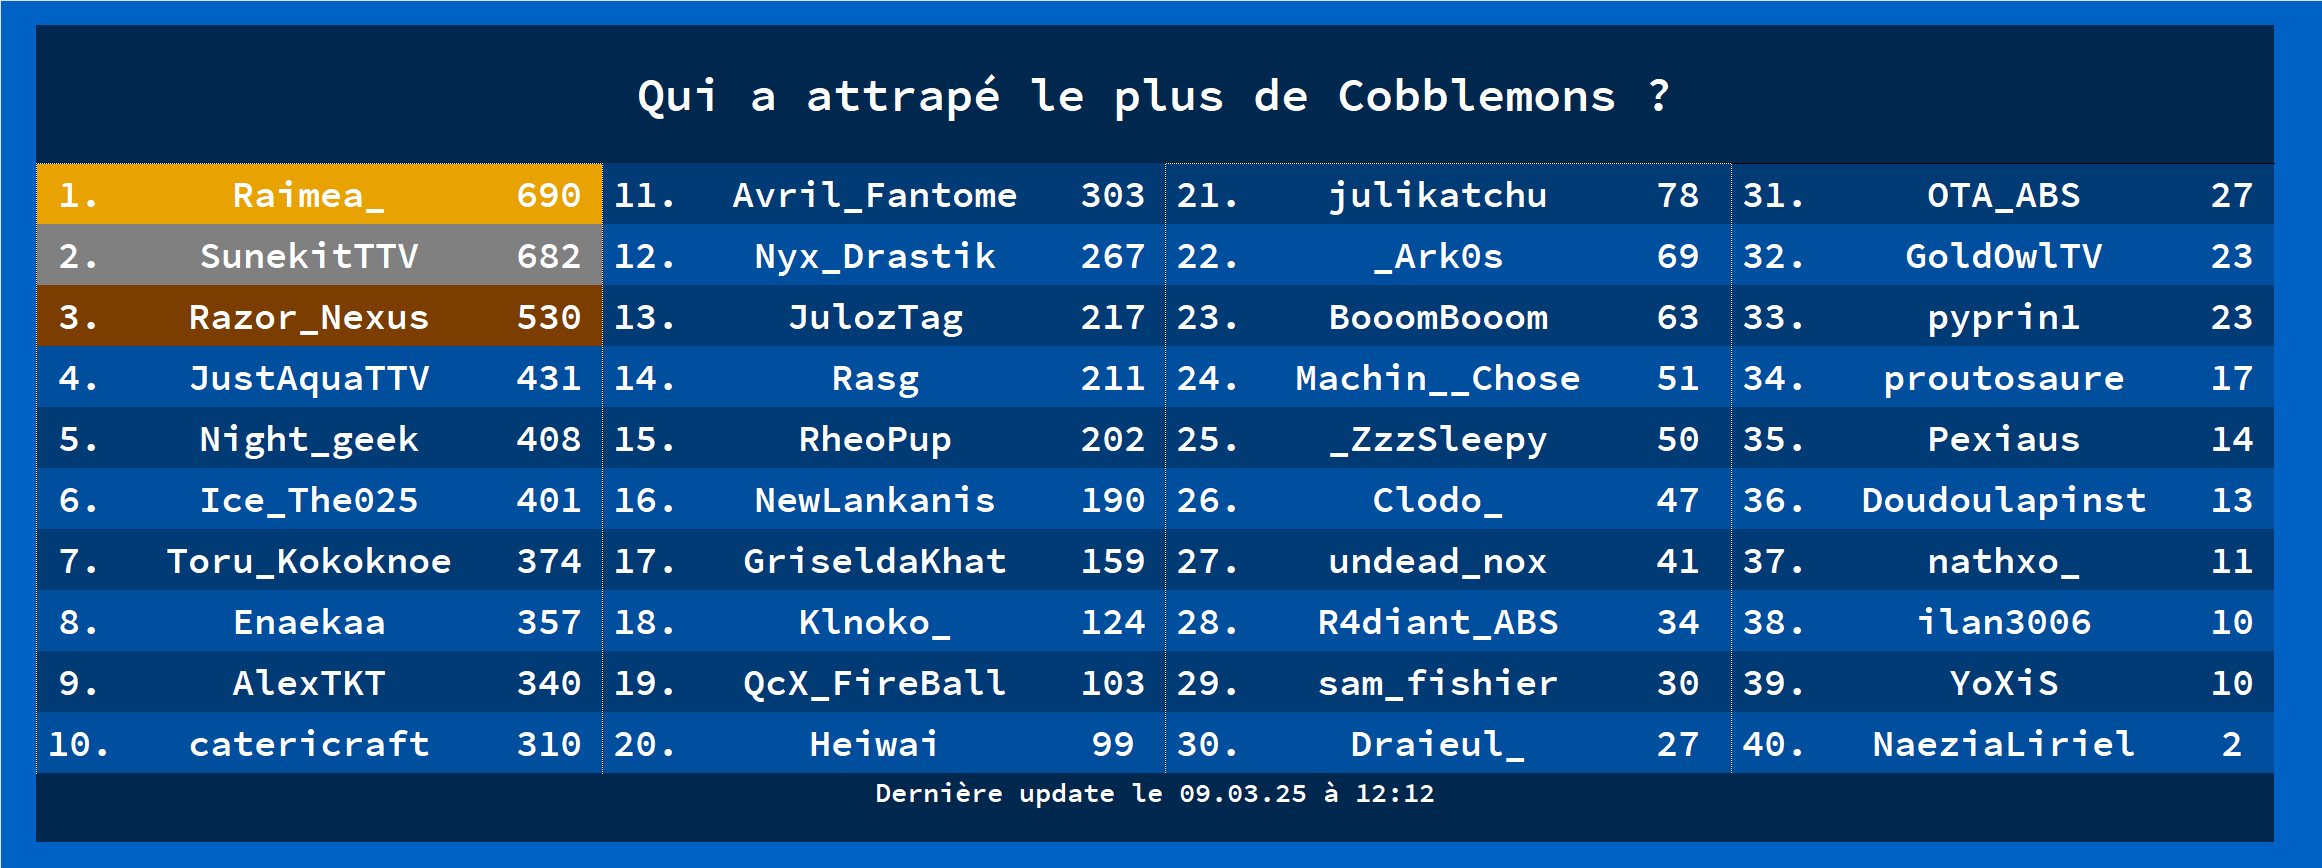 Qui a attrapé le plus de Cobblemons ?
1. Raimea_ 690
2. SunekitTTV 682
3. Razor_Nexus 530
4. JustAquaTTV 431
5. Night_geek 408
6. Ice_The025 401
7. Toru_Kokoknoe 374
8. Enaekaa 357
9. AlexTKT 340
10. catericraft 310
11. Avril_Fantome 303
12. Nyx_Drastik 267
13. JulozTag 217
14. Rasg 211
15. RheoPup 202
16. NewLankanis 190
17. GriseldaKhat 159
18. Klnoko_ 124
19. QcX_FireBall 103
20. Heiwai 99
21. julikatchu 78
22. _Ark0s 69
23. BooomBooom 63
24. Machin__Chose 51
25. _ZzzSleepy 50
26. Clodo_ 47
27. undead_nox 41
28. R4diant_ABS 34
29. sam_fishier 30
30. Draieul_ 27
31. OTA_ABS 27
32. GoldOwlTV 23
33. pyprin1 23
34. proutosaure 17
35. Pexiaus 14
36. Doudoulapinst 13
37. nathxo_ 11
38. ilan3006 10
39. YoXiS 10
40. NaeziaLiriel 2
Dernière update le 09.03.25 à 12:12